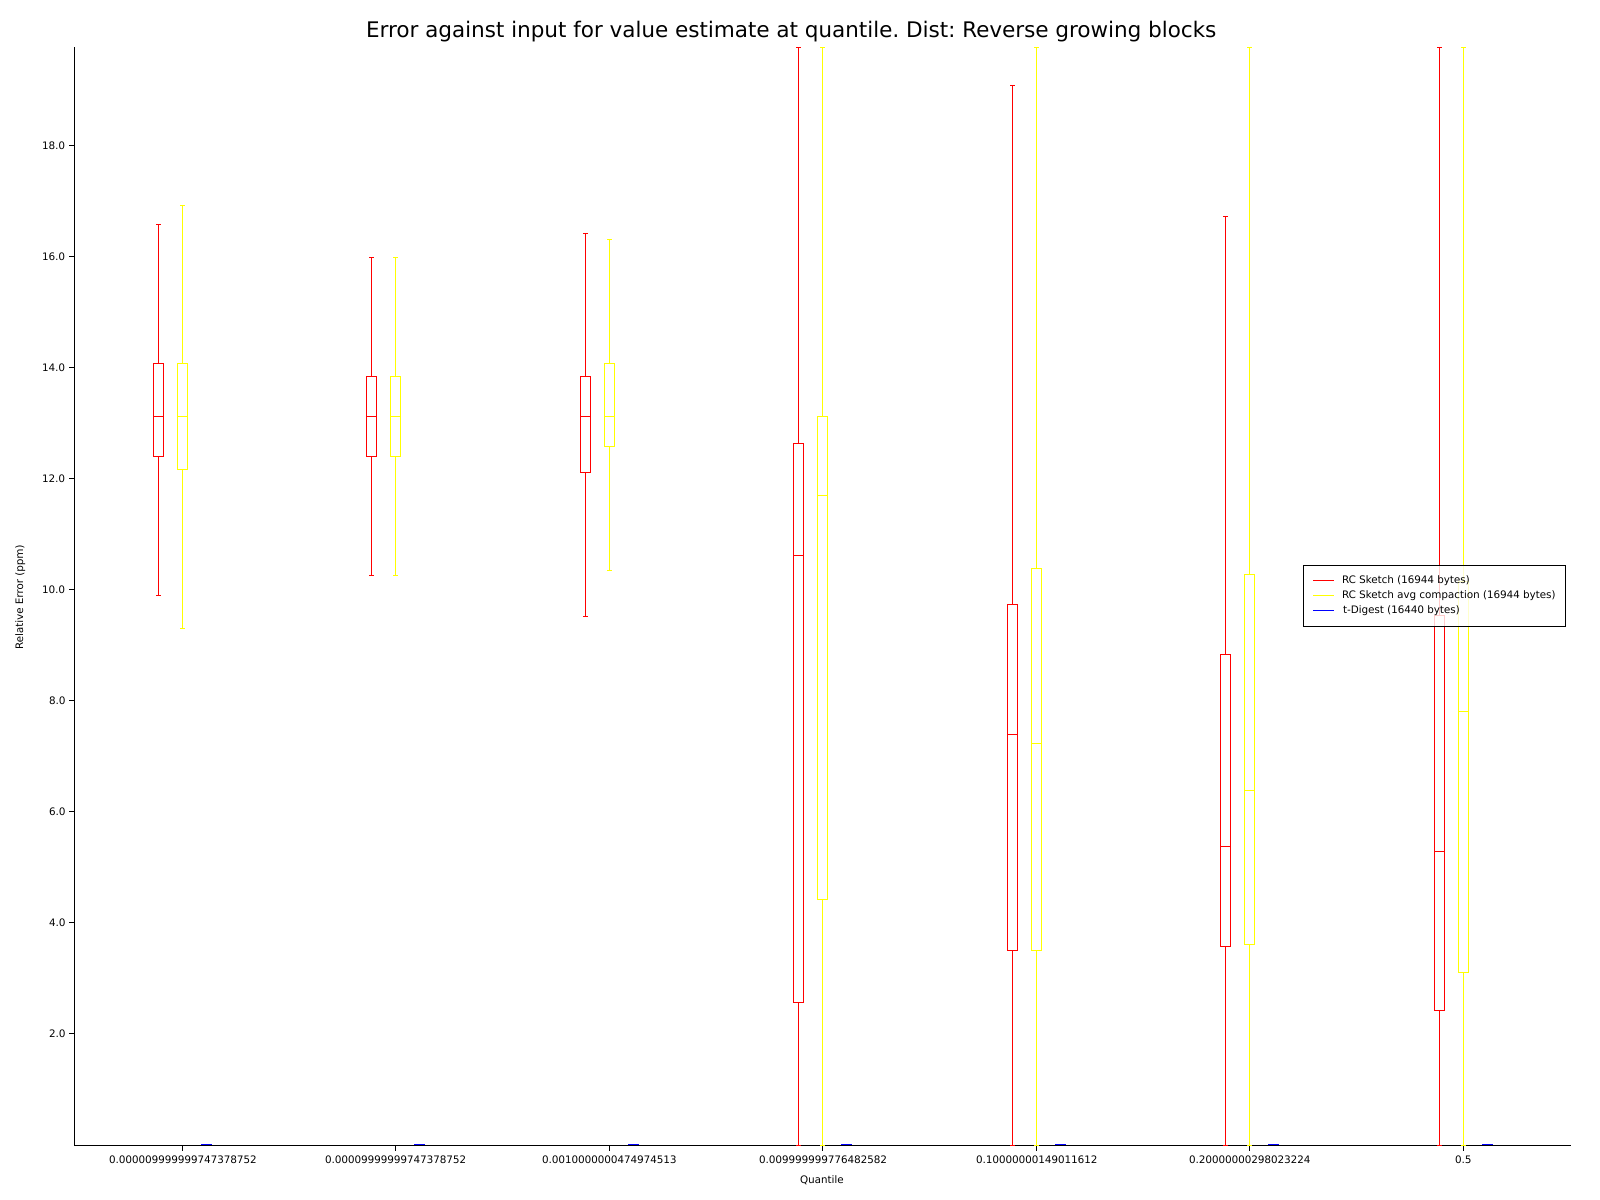 Error against input for value estimate at quantile. Dist: Reverse growing blocks
18.0
16.0
14.0
12.0
10.0
8.0
6.0
4.0
2.0
Relative Error (ppm)
RC Sketch (16944 bytes)
RC Sketch avg compaction (16944 bytes)
t-Digest (16440 bytes)
0.000009999999747378752 0.00009999999747378752 0.0010000000474974513 0.009999999776482582 0.10000000149011612 0.20000000298023224 0.5
Quantile